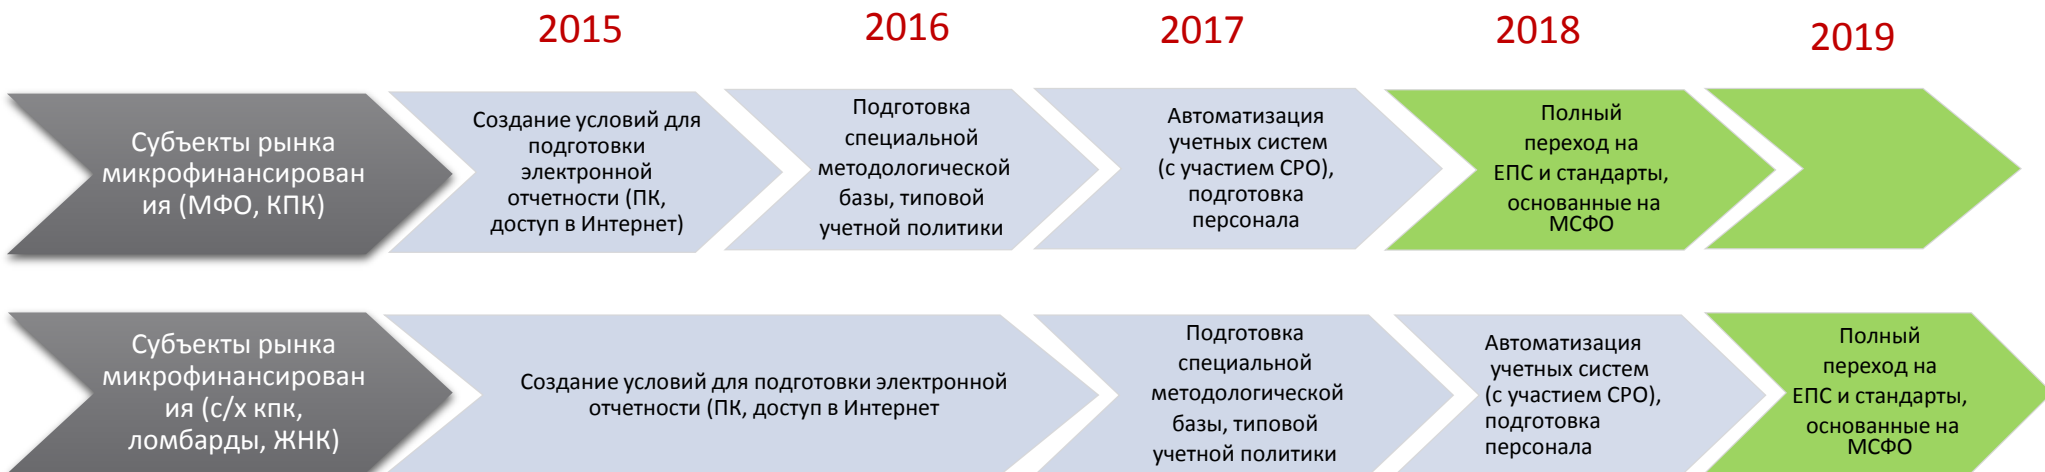 2015
2016
2017
2018
2019
Субъекты рынка
микрофинансирован
ия (МФО, КПК)
Создание условий для
подготовки
электронной
отчетности (ПК,
доступ в Интернет)
Подготовка
специальной
методологической
базы, типовой
учетной политики
Автоматизация
учетных систем
(с участием СРО),
подготовка
персонала
Полный
переход на
ЕПС и стандарты,
основанные на
МСФО
Субъекты рынка
микрофинансирован
ия (с/х кпк,
ломбарды, ЖНК)
Создание условий для подготовки электронной
отчетности (ПК, доступ в Интернет
Подготовка
специальной
методологической
базы, типовой
учетной политики
Автоматизация
учетных систем
(с участием СРО),
подготовка
персонала
Полный
переход на
ЕПС и стандарты,
основанные на
МСФО